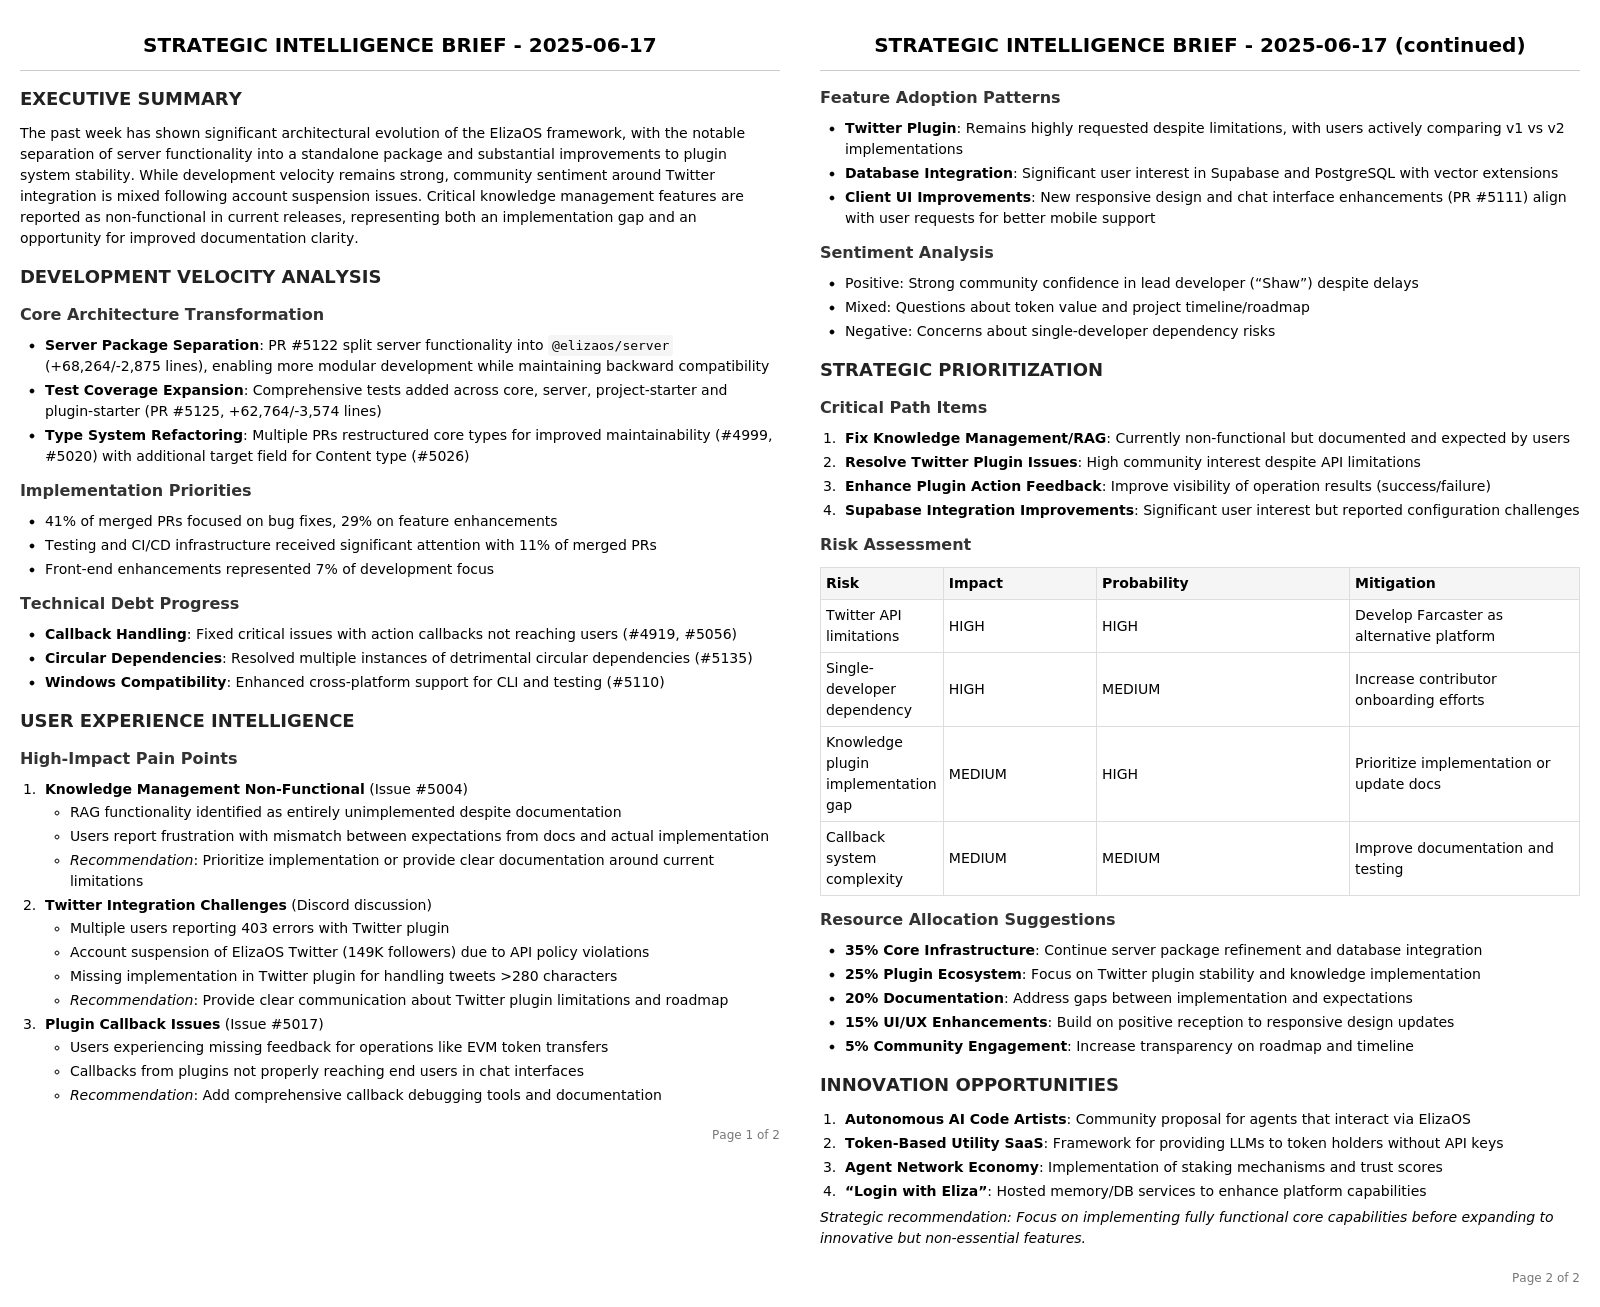 STRATEGIC INTELLIGENCE BRIEF - 2025-06-17
EXECUTIVE SUMMARY
The past week has shown significant architectural evolution of the ElizaOS framework, with the notable
separation of server functionality into a standalone package and substantial improvements to plugin
system stability. While development velocity remains strong, community sentiment around Twitter
integration is mixed following account suspension issues. Critical knowledge management features are
reported as non-functional in current releases, representing both an implementation gap and an
opportunity for improved documentation clarity.
DEVELOPMENT VELOCITY ANALYSIS
Core Architecture Transformation
• Server Package Separation: PR #5122 split server functionality into @elizaos/server
(+68,264/-2,875 lines), enabling more modular development while maintaining backward compatibility
• Test Coverage Expansion: Comprehensive tests added across core, server, project-starter and
plugin-starter (PR #5125, +62,764/-3,574 lines)
• Type System Refactoring: Multiple PRs restructured core types for improved maintainability (#4999,
#5020) with additional target field for Content type (#5026)
Implementation Priorities
• 41% of merged PRs focused on bug fixes, 29% on feature enhancements
• Testing and CI/CD infrastructure received significant attention with 11% of merged PRs
• Front-end enhancements represented 7% of development focus
Technical Debt Progress
• Callback Handling: Fixed critical issues with action callbacks not reaching users (#4919, #5056)
• Circular Dependencies: Resolved multiple instances of detrimental circular dependencies (#5135)
• Windows Compatibility: Enhanced cross-platform support for CLI and testing (#5110)
USER EXPERIENCE INTELLIGENCE
High-Impact Pain Points
1. Knowledge Management Non-Functional (Issue #5004)
◦ RAG functionality identified as entirely unimplemented despite documentation
◦ Users report frustration with mismatch between expectations from docs and actual implementation
◦ Recommendation: Prioritize implementation or provide clear documentation around current
limitations
2. Twitter Integration Challenges (Discord discussion)
◦ Multiple users reporting 403 errors with Twitter plugin
◦ Account suspension of ElizaOS Twitter (149K followers) due to API policy violations
◦ Missing implementation in Twitter plugin for handling tweets >280 characters
◦ Recommendation: Provide clear communication about Twitter plugin limitations and roadmap
3. Plugin Callback Issues (Issue #5017)
◦ Users experiencing missing feedback for operations like EVM token transfers
◦ Callbacks from plugins not properly reaching end users in chat interfaces
◦ Recommendation: Add comprehensive callback debugging tools and documentation
Page 1 of 2
STRATEGIC INTELLIGENCE BRIEF - 2025-06-17 (continued)
Feature Adoption Patterns
• Twitter Plugin: Remains highly requested despite limitations, with users actively comparing v1 vs v2
implementations
• Database Integration: Significant user interest in Supabase and PostgreSQL with vector extensions
• Client UI Improvements: New responsive design and chat interface enhancements (PR #5111) align
with user requests for better mobile support
Sentiment Analysis
• Positive: Strong community confidence in lead developer (“Shaw”) despite delays
• Mixed: Questions about token value and project timeline/roadmap
• Negative: Concerns about single-developer dependency risks
STRATEGIC PRIORITIZATION
Critical Path Items
1. Fix Knowledge Management/RAG: Currently non-functional but documented and expected by users
2. Resolve Twitter Plugin Issues: High community interest despite API limitations
3. Enhance Plugin Action Feedback: Improve visibility of operation results (success/failure)
4. Supabase Integration Improvements: Significant user interest but reported configuration challenges
Risk Assessment
Risk Impact Probability Mitigation
Twitter API
limitations
HIGH
HIGH
Develop Farcaster as
alternative platform
Single-
developer
dependency
HIGH
MEDIUM
Increase contributor
onboarding efforts
Knowledge
plugin
implementation
gap
MEDIUM
HIGH
Prioritize implementation or
update docs
Callback
system
complexity
MEDIUM
MEDIUM
Improve documentation and
testing
Resource Allocation Suggestions
• 35% Core Infrastructure: Continue server package refinement and database integration
• 25% Plugin Ecosystem: Focus on Twitter plugin stability and knowledge implementation
• 20% Documentation: Address gaps between implementation and expectations
• 15% UI/UX Enhancements: Build on positive reception to responsive design updates
• 5% Community Engagement: Increase transparency on roadmap and timeline
INNOVATION OPPORTUNITIES
1. Autonomous AI Code Artists: Community proposal for agents that interact via ElizaOS
2. Token-Based Utility SaaS: Framework for providing LLMs to token holders without API keys
3. Agent Network Economy: Implementation of staking mechanisms and trust scores
4. “Login with Eliza”: Hosted memory/DB services to enhance platform capabilities
Strategic recommendation: Focus on implementing fully functional core capabilities before expanding to
innovative but non-essential features.
Page 2 of 2